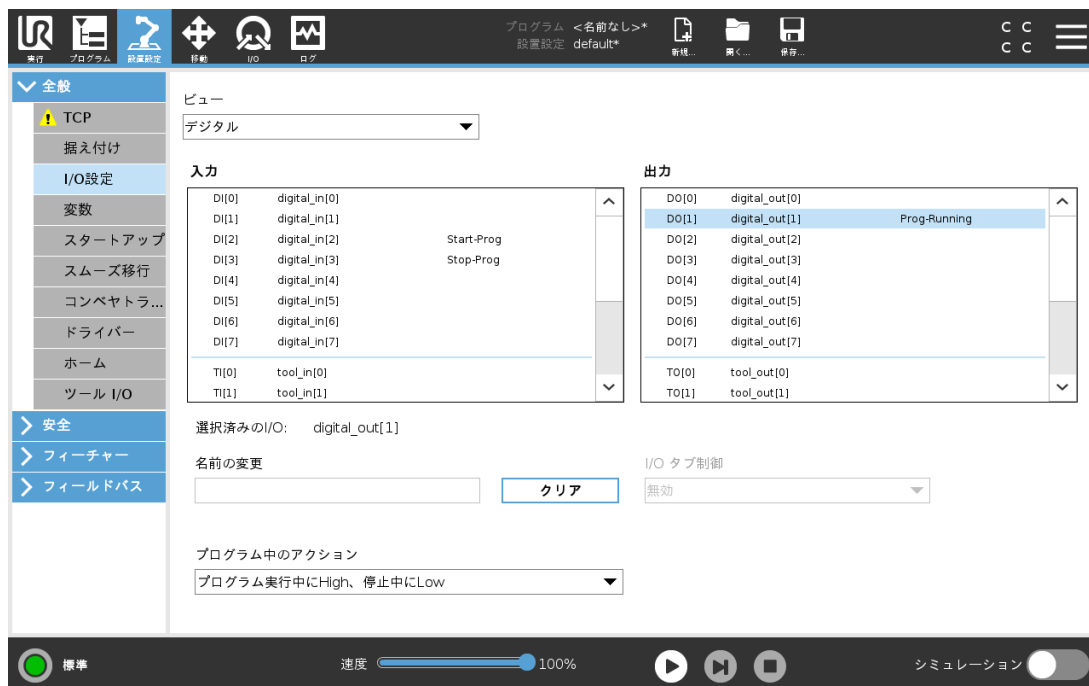 プログラム <名前なし>*
設置設定 default*
C C
C C
実行 プログラム 設置設定 移動 I/O ログ 新規... 開く... 保存...
全般
TCP
据え付け
I/O設定
変数
スタートアップ
スムーズ移行
コンベヤトラ...
ドライバー
ホーム
ツール I/O
安全
フィーチャー
フィールドバス
ビュー
デジタル
入力
DI[0] digital_in[0]
DI[1] digital_in[1]
DI[2] digital_in[2] Start-Prog
DI[3] digital_in[3] Stop-Prog
DI[4] digital_in[4]
DI[5] digital_in[5]
DI[6] digital_in[6]
DI[7] digital_in[7]
TI[0] tool_in[0]
TI[1] tool_in[1]
出力
DO[0] digital_out[0]
DO[1] digital_out[1] Prog-Running
DO[2] digital_out[2]
DO[3] digital_out[3]
DO[4] digital_out[4]
DO[5] digital_out[5]
DO[6] digital_out[6]
DO[7] digital_out[7]
TO[0] tool_out[0]
TO[1] tool_out[1]
選択済みのI/O: digital_out[1]
名前の変更
クリア
I/O タブ制御
無効
プログラム中のアクション
プログラム実行中にHigh、停止中にLow
標準
速度 100%
シミュレーション